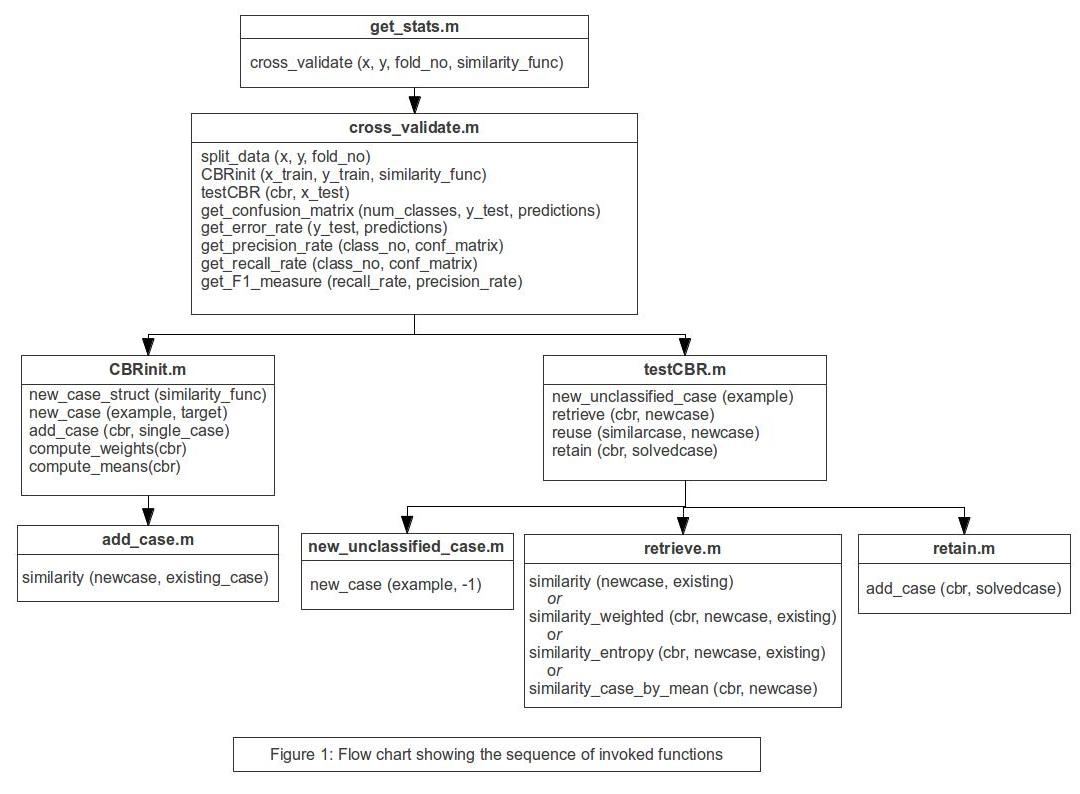 get_stats.m
cross_validate (x, y, fold_no, similarity_func)
cross_validate.m
split_data (x, y, fold_no)
CBRinit (x_train, y_train, similarity_func)
testCBR (cbr, x_test)
get_confusion_matrix (num_classes, y_test, predictions)
get_error_rate (y_test, predictions)
get_precision_rate (class_no, conf_matrix)
get_recall_rate (class_no, conf_matrix)
get_F1_measure (recall_rate, precision_rate)
CBRinit.m
new_case_struct (similarity_func)
new_case (example, target)
add_case (cbr, single_case)
compute_weights(cbr)
compute_means(cbr)
testCBR.m
new_unclassified_case (example)
retrieve (cbr, newcase)
reuse (similarcase, newcase)
retain (cbr, solvedcase)
add_case.m
similarity (newcase, existing_case)
new_unclassified_case.m
new_case (example, -1)
retrieve.m
similarity (newcase, existing)
or
similarity_weighted (cbr, newcase, existing)
or
similarity_entropy (cbr, newcase, existing)
or
similarity_case_by_mean (cbr, newcase)
retain.m
add_case (cbr, solvedcase)
Figure 1: Flow chart showing the sequence of invoked functions